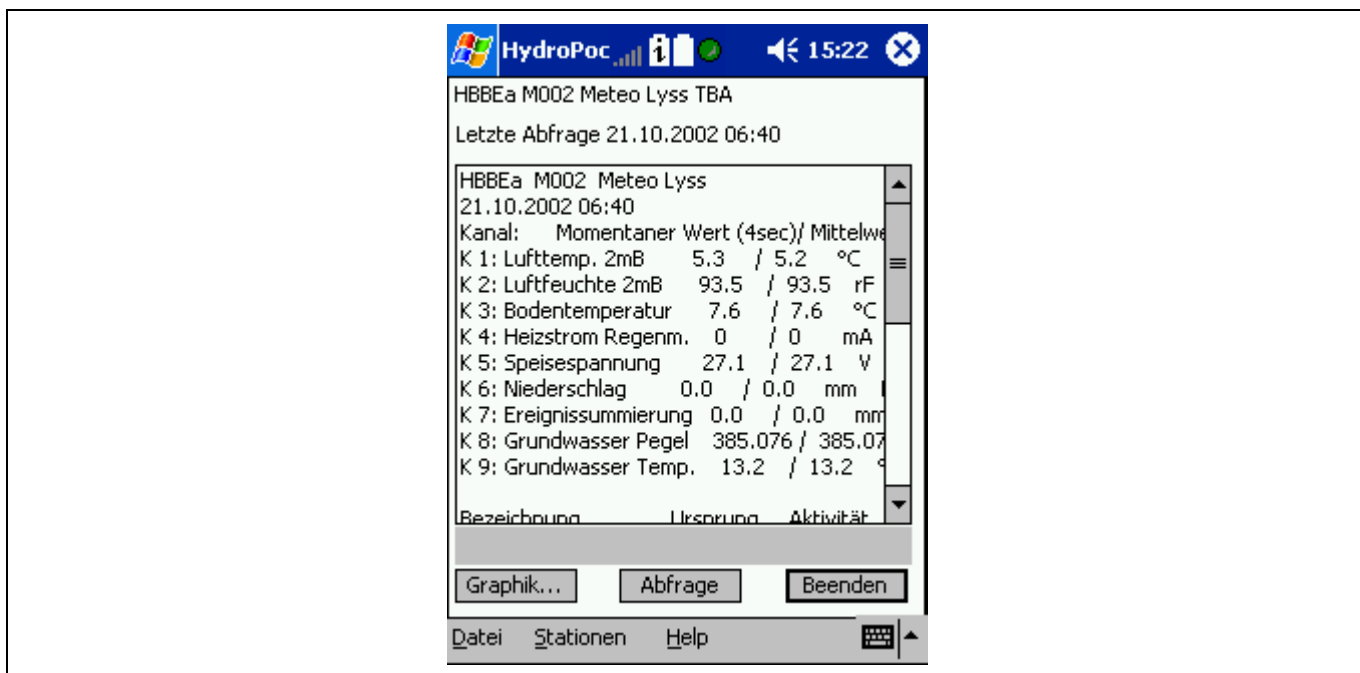 HydroPoc 15:22
HBBEa M002 Meteo Lyss TBA
Letzte Abfrage 21.10.2002 06:40
HBBEa M002 Meteo Lyss
21.10.2002 06:40
Kanal: Momentaner Wert (4sec)/ Mittelwe
K 1: Lufttemp. 2mB 5.3 / 5.2 °C
K 2: Luftfeuchte 2mB 93.5 / 93.5 rF
K 3: Bodentemperatur 7.6 / 7.6 °C
K 4: Heizstrom Regenm. 0 / 0 mA
K 5: Speisespannung 27.1 / 27.1 V
K 6: Niederschlag 0.0 / 0.0 mm
K 7: Ereignissummierung 0.0 / 0.0 mm
K 8: Grundwasser Pegel 385.076 / 385.07
K 9: Grundwasser Temp. 13.2 / 13.2 °
Bezeichnung Ursprung Aktivität
Graphik... Abfrage Beenden
Datei Stationen Help